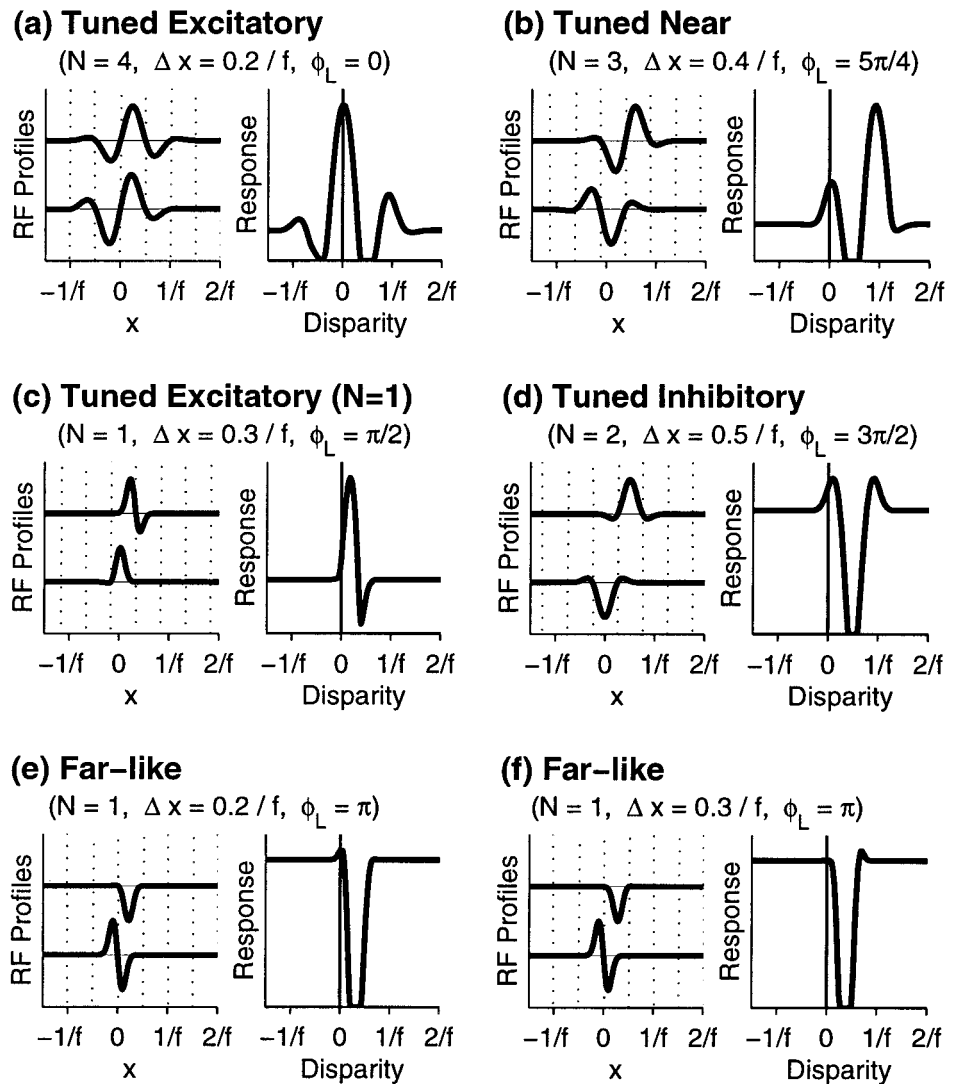 (a) Tuned Excitatory
(N = 4, Δ x = 0.2 / f, ϕL = 0)
RF Profiles
−1/f 0 1/f 2/f
x
Response
−1/f 0 1/f 2/f
Disparity
(b) Tuned Near
(N = 3, Δ x = 0.4 / f, ϕL = 5π/4)
RF Profiles
−1/f 0 1/f 2/f
x
Response
−1/f 0 1/f 2/f
Disparity
(c) Tuned Excitatory (N=1)
(N = 1, Δ x = 0.3 / f, ϕL = π/2)
RF Profiles
−1/f 0 1/f 2/f
x
Response
−1/f 0 1/f 2/f
Disparity
(d) Tuned Inhibitory
(N = 2, Δ x = 0.5 / f, ϕL = 3π/2)
RF Profiles
−1/f 0 1/f 2/f
x
Response
−1/f 0 1/f 2/f
Disparity
(e) Far−like
(N = 1, Δ x = 0.2 / f, ϕL = π)
RF Profiles
−1/f 0 1/f 2/f
x
Response
−1/f 0 1/f 2/f
Disparity
(f) Far−like
(N = 1, Δ x = 0.3 / f, ϕL = π)
RF Profiles
−1/f 0 1/f 2/f
x
Response
−1/f 0 1/f 2/f
Disparity